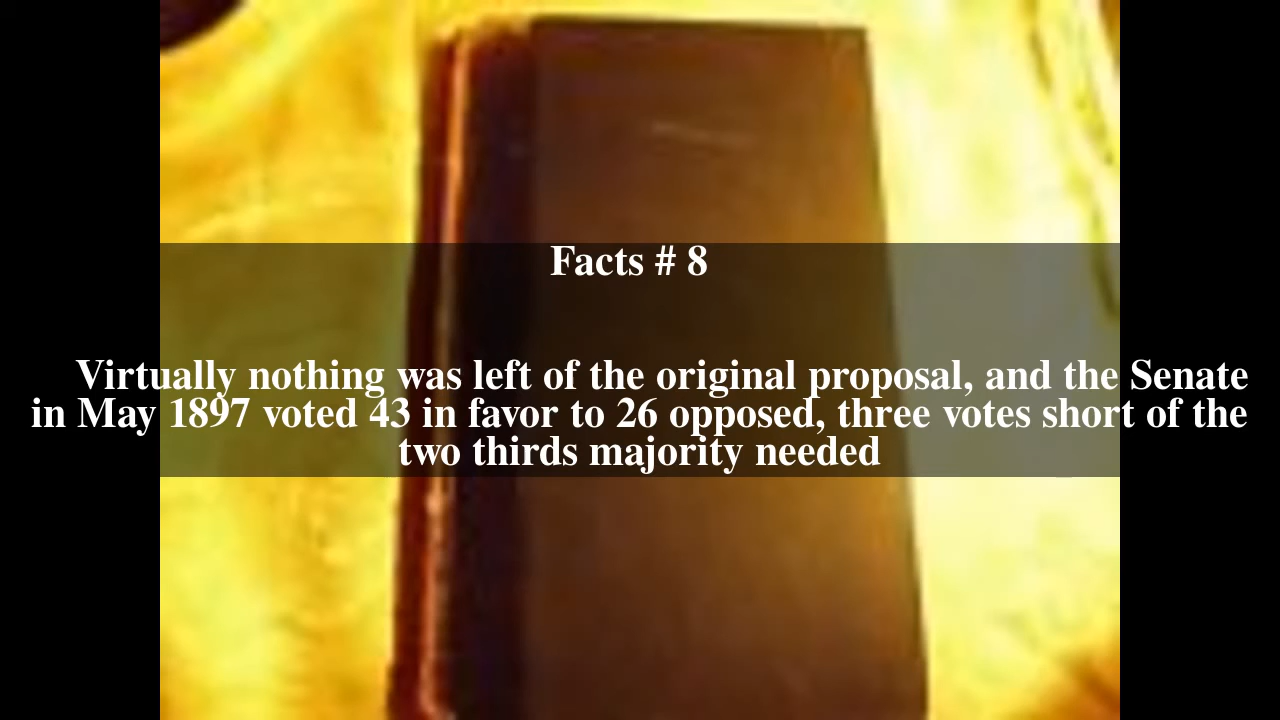 Facts # 8
Virtually nothing was left of the original proposal, and the Senate
in May 1897 voted 43 in favor to 26 opposed, three votes short of the
two thirds majority needed